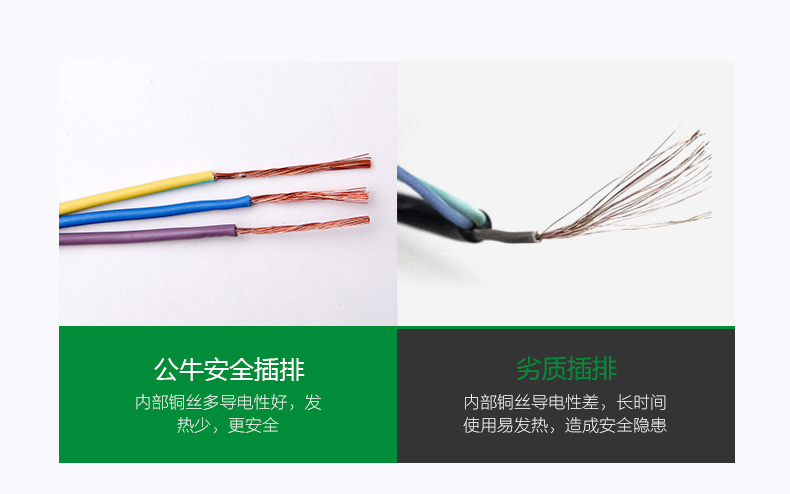 公牛安全插排
内部铜丝多导电性好，发
热少，更安全
劣质插排
内部铜丝导电性差，长时间
使用易发热，造成安全隐患